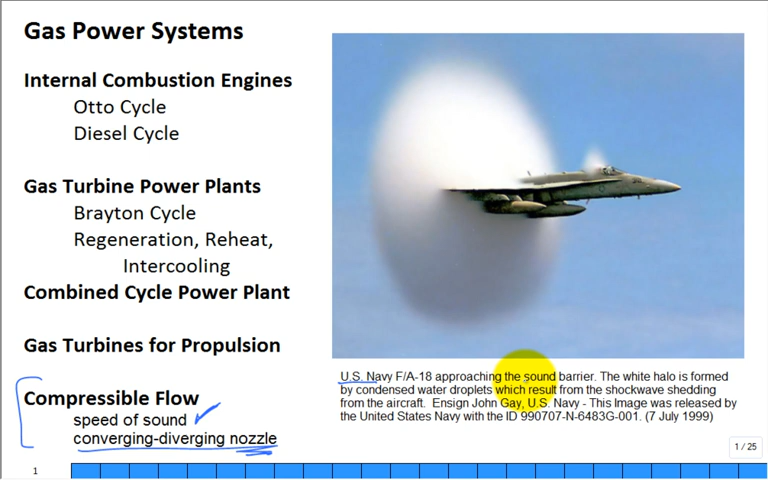 Gas Power Systems
Internal Combustion Engines
Otto Cycle
Diesel Cycle
Gas Turbine Power Plants
Brayton Cycle
Regeneration, Reheat,
Intercooling
Combined Cycle Power Plant
Gas Turbines for Propulsion
Compressible Flow
speed of sound
converging-diverging nozzle
U.S. Navy F/A-18 approaching the sound barrier. The white halo is formed
by condensed water droplets which result from the shockwave shedding
from the aircraft. Ensign John Gay, U.S. Navy - This Image was released by
the United States Navy with the ID 990707-N-6483G-001. (7 July 1999)
1 / 25
1